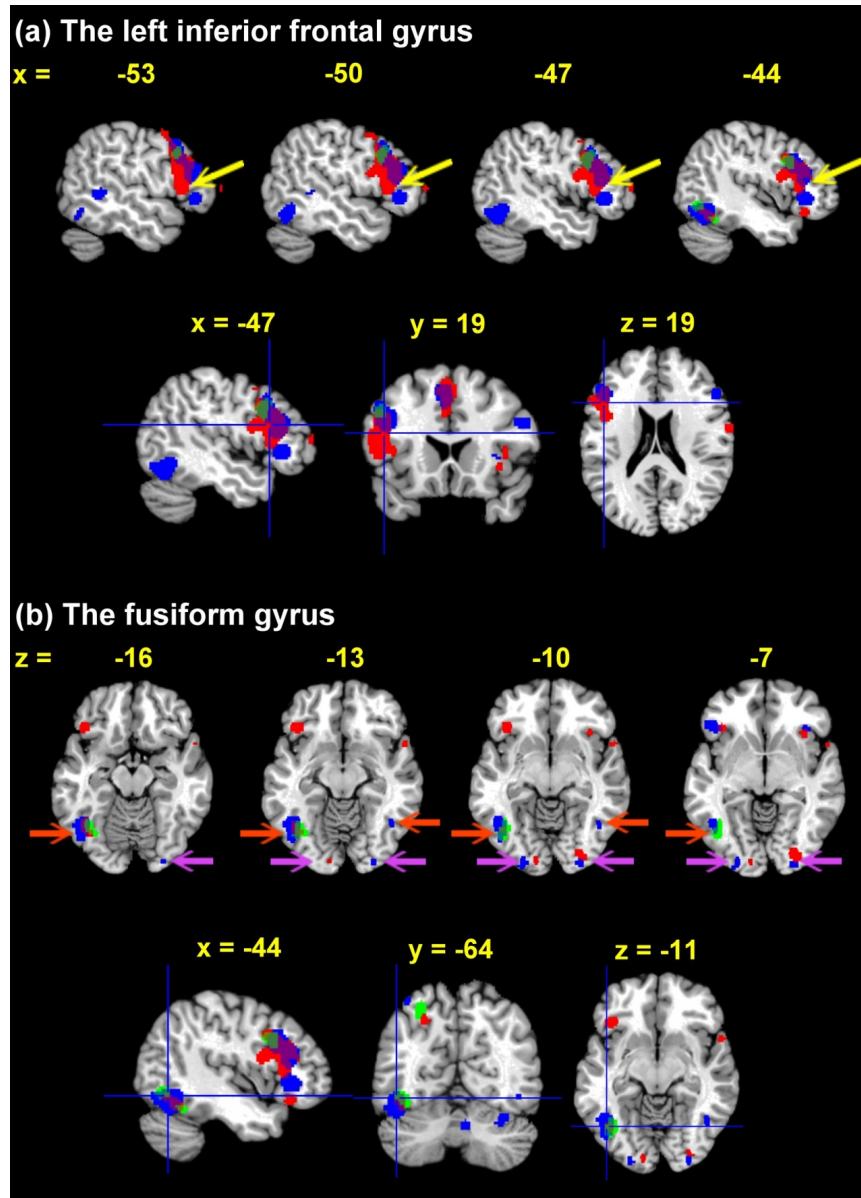 (a) The left inferior frontal gyrus
x = -53 -50 -47 -44
x = -47 y = 19 z = 19
(b) The fusiform gyrus
z = -16 -13 -10 -7
x = -44 y = -64 z = -11